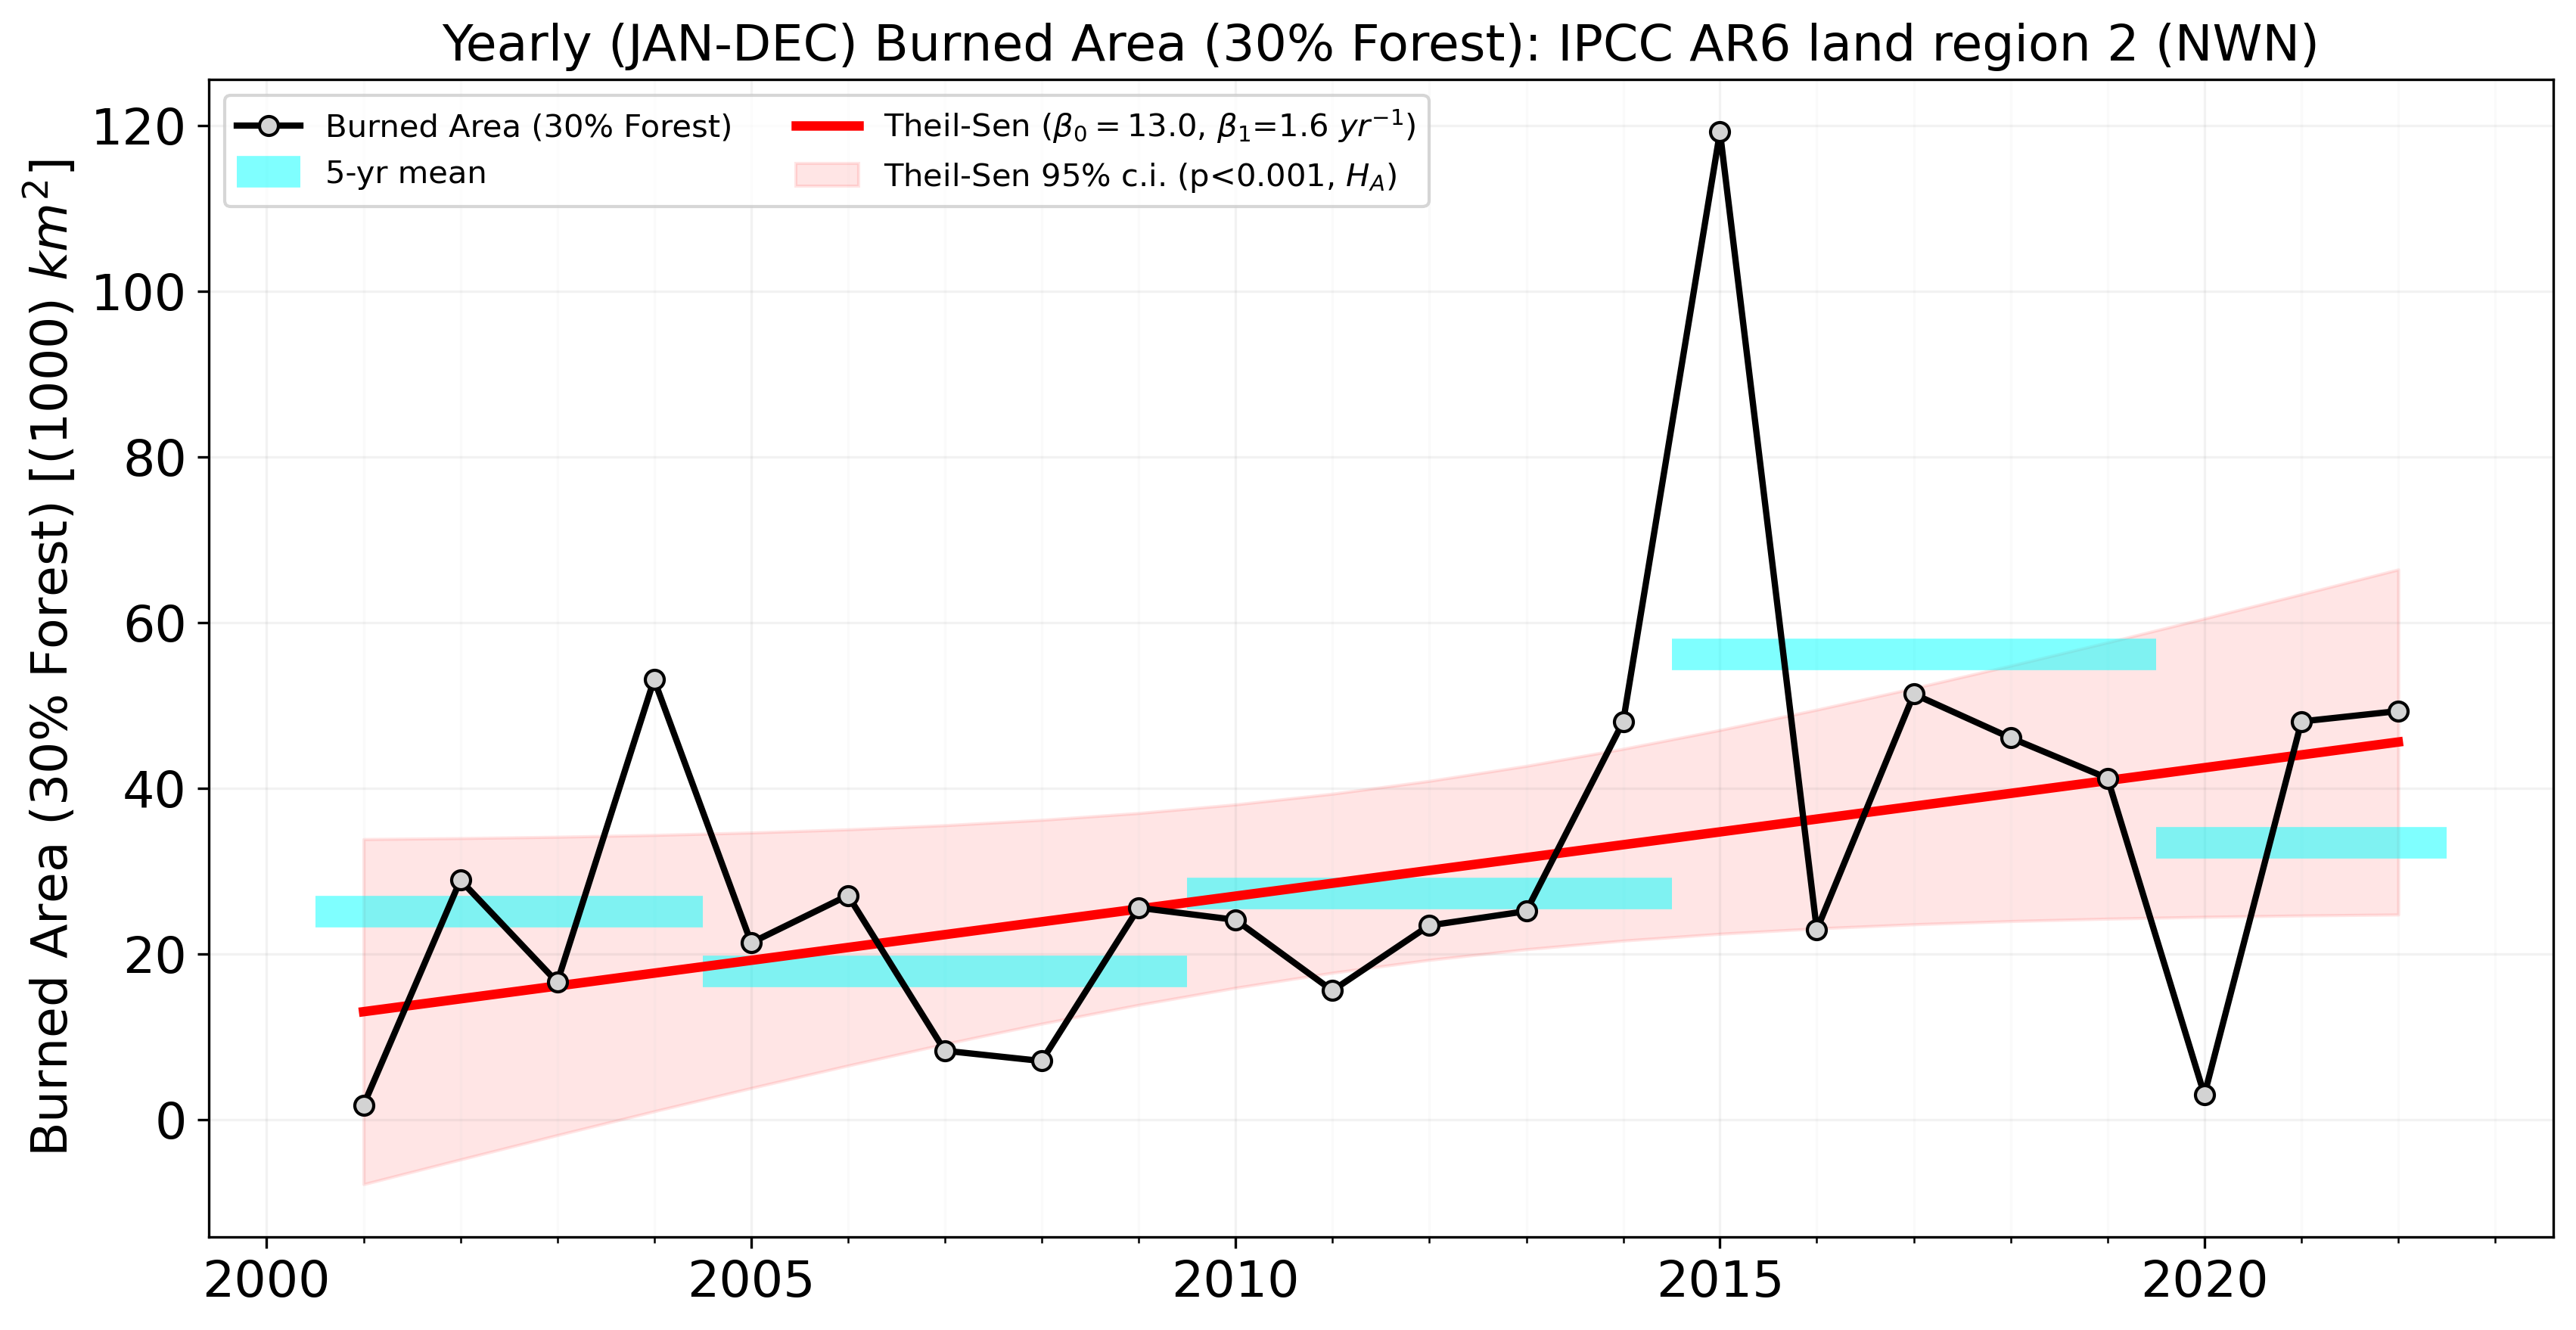 Yearly (JAN-DEC) Burned Area (30% Forest): IPCC AR6 land region 2 (NWN)
Burned Area (30% Forest)
5-yr mean
Theil-Sen (β₀ = 13.0, β₁=1.6 yr⁻¹)
Theil-Sen 95% c.i. (p<0.001, H_A)
Burned Area (30% Forest) [(1000) km²]
120
100
80
60
40
20
0
2000 2005 2010 2015 2020